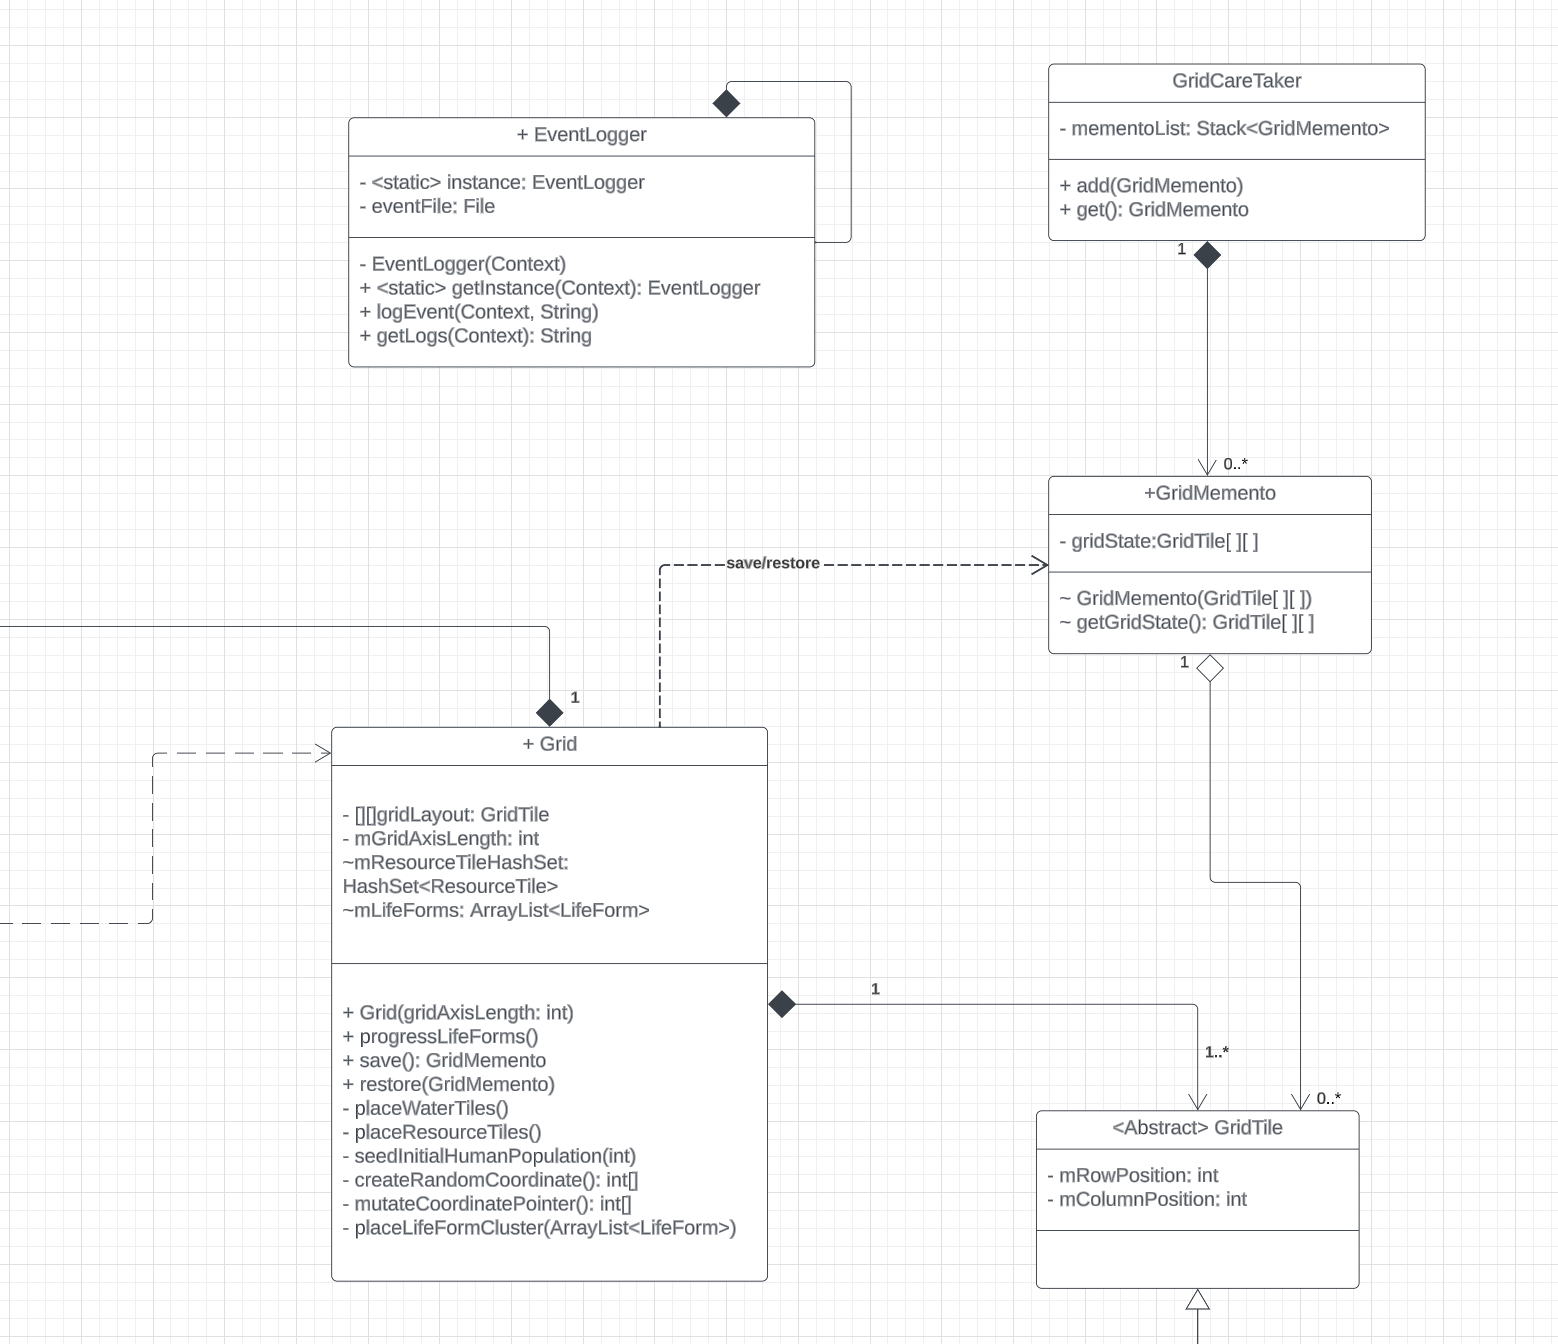 + EventLogger
- <static> instance: EventLogger
- eventFile: File
- EventLogger(Context)
+ <static> getInstance(Context): EventLogger
+ logEvent(Context, String)
+ getLogs(Context): String
GridCareTaker
- mementoList: Stack<GridMemento>
+ add(GridMemento)
+ get(): GridMemento
1
0..*
+GridMemento
- gridState:GridTile[ ][ ]
~ GridMemento(GridTile[ ][ ])
~ getGridState(): GridTile[ ][ ]
save/restore
1
1
+ Grid
- [][]gridLayout: GridTile
- mGridAxisLength: int
~mResourceTileHashSet:
HashSet<ResourceTile>
~mLifeForms: ArrayList<LifeForm>
+ Grid(gridAxisLength: int)
+ progressLifeForms()
+ save(): GridMemento
+ restore(GridMemento)
- placeWaterTiles()
- placeResourceTiles()
- seedInitialHumanPopulation(int)
- createRandomCoordinate(): int[]
- mutateCoordinatePointer(): int[]
- placeLifeFormCluster(ArrayList<LifeForm>)
1
1..*
0..*
<Abstract> GridTile
- mRowPosition: int
- mColumnPosition: int